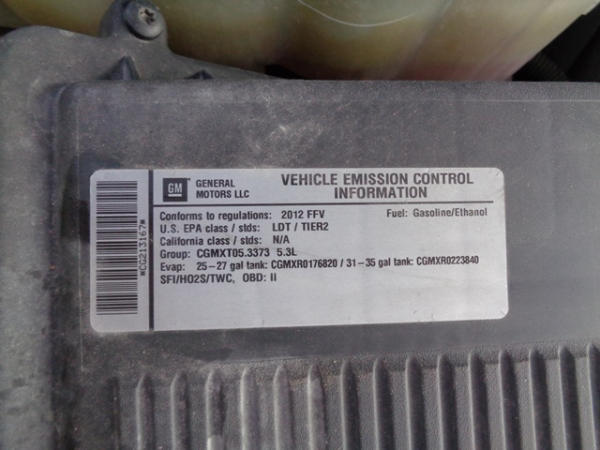 GM
GENERAL
MOTORS LLC
VEHICLE EMISSION CONTROL
INFORMATION
Conforms to regulations: 2012 FFV Fuel: Gasoline/Ethanol
U.S. EPA class / stds: LDT / TIER2
California class / stds: N/A
Group: CGMXT05.3373 5.3L
Evap: 25-27 gal tank: CGMXR0176820 / 31-35 gal tank: CGMXR0223840
SFI/HO2S/TWC, OBD: II
*CG213167*